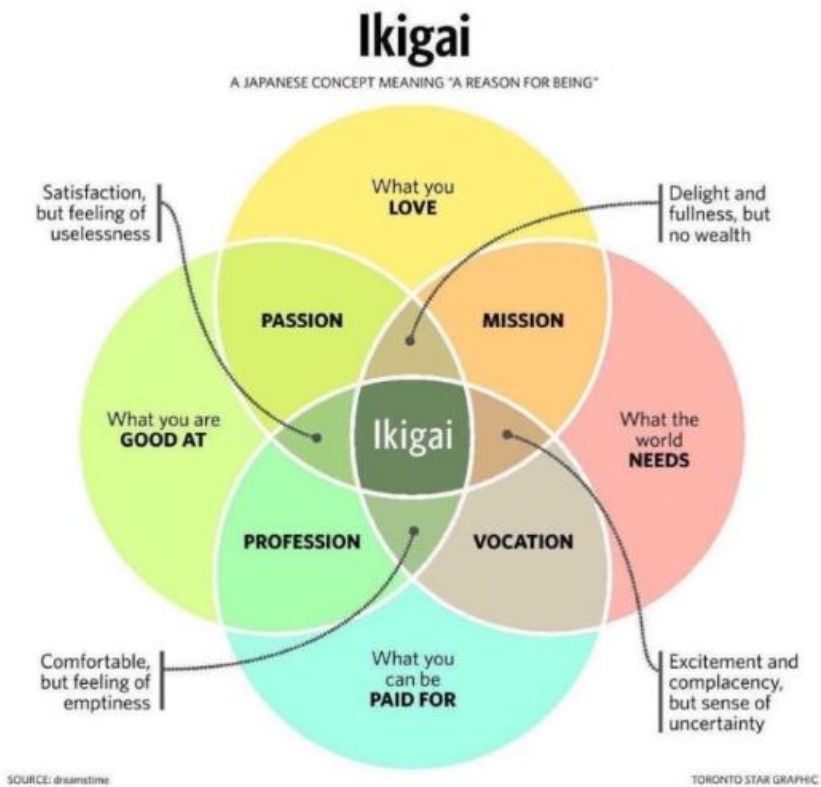 Ikigai
A JAPANESE CONCEPT MEANING "A REASON FOR BEING"
Satisfaction,
but feeling of
uselessness
What you
LOVE
Delight and
fullness, but
no wealth
PASSION
MISSION
What you are
GOOD AT
Ikigai
What the
world
NEEDS
PROFESSION
VOCATION
Comfortable,
but feeling of
emptiness
What you
can be
PAID FOR
Excitement and
complacency,
but sense of
uncertainty
SOURCE: dreamstime
TORONTO STAR GRAPHIC